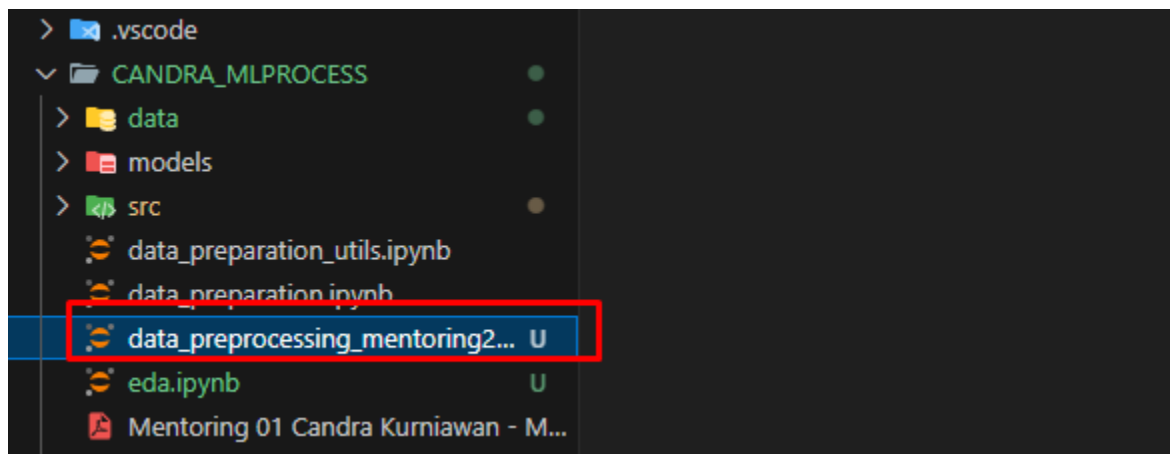 .vscode
CANDRA_MLPROCESS
data
models
src
data_preparation_utils.ipynb
data_preparation.ipynb
data_preprocessing_mentoring2... U
eda.ipynb U
Mentoring 01 Candra Kurniawan - M...